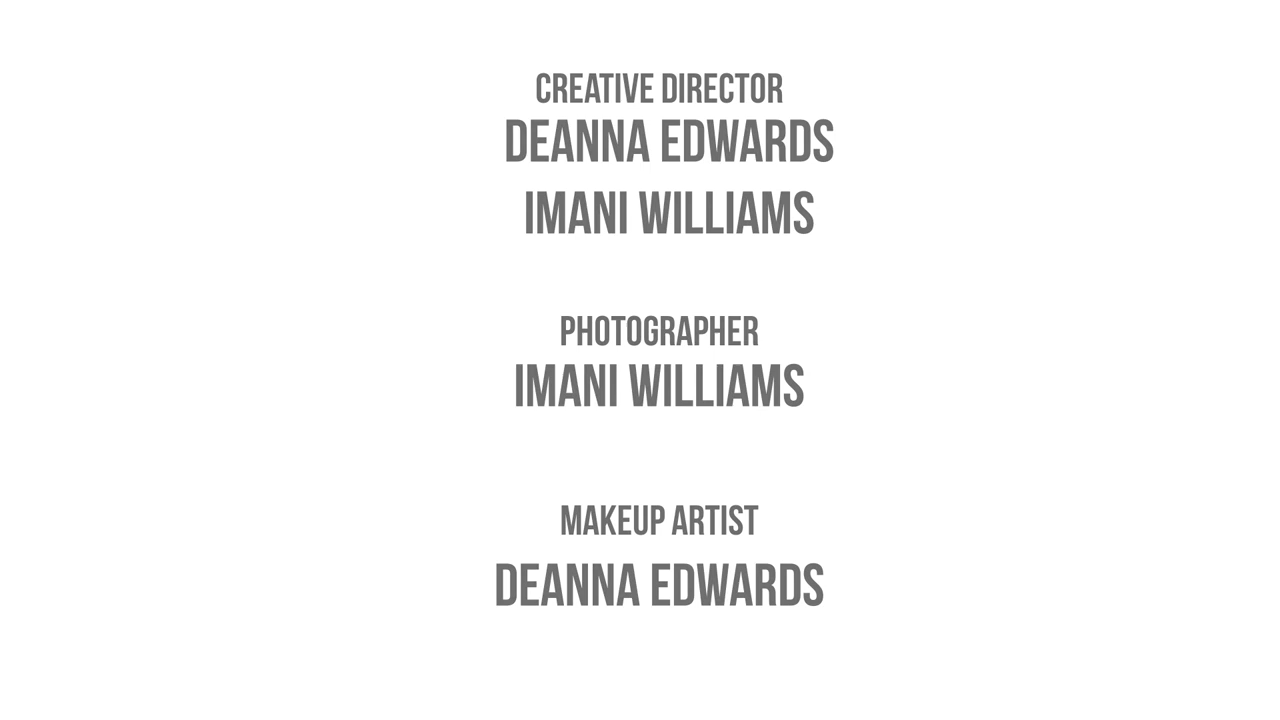 CREATIVE DIRECTOR
DEANNA EDWARDS
IMANI WILLIAMS
PHOTOGRAPHER
IMANI WILLIAMS
MAKEUP ARTIST
DEANNA EDWARDS